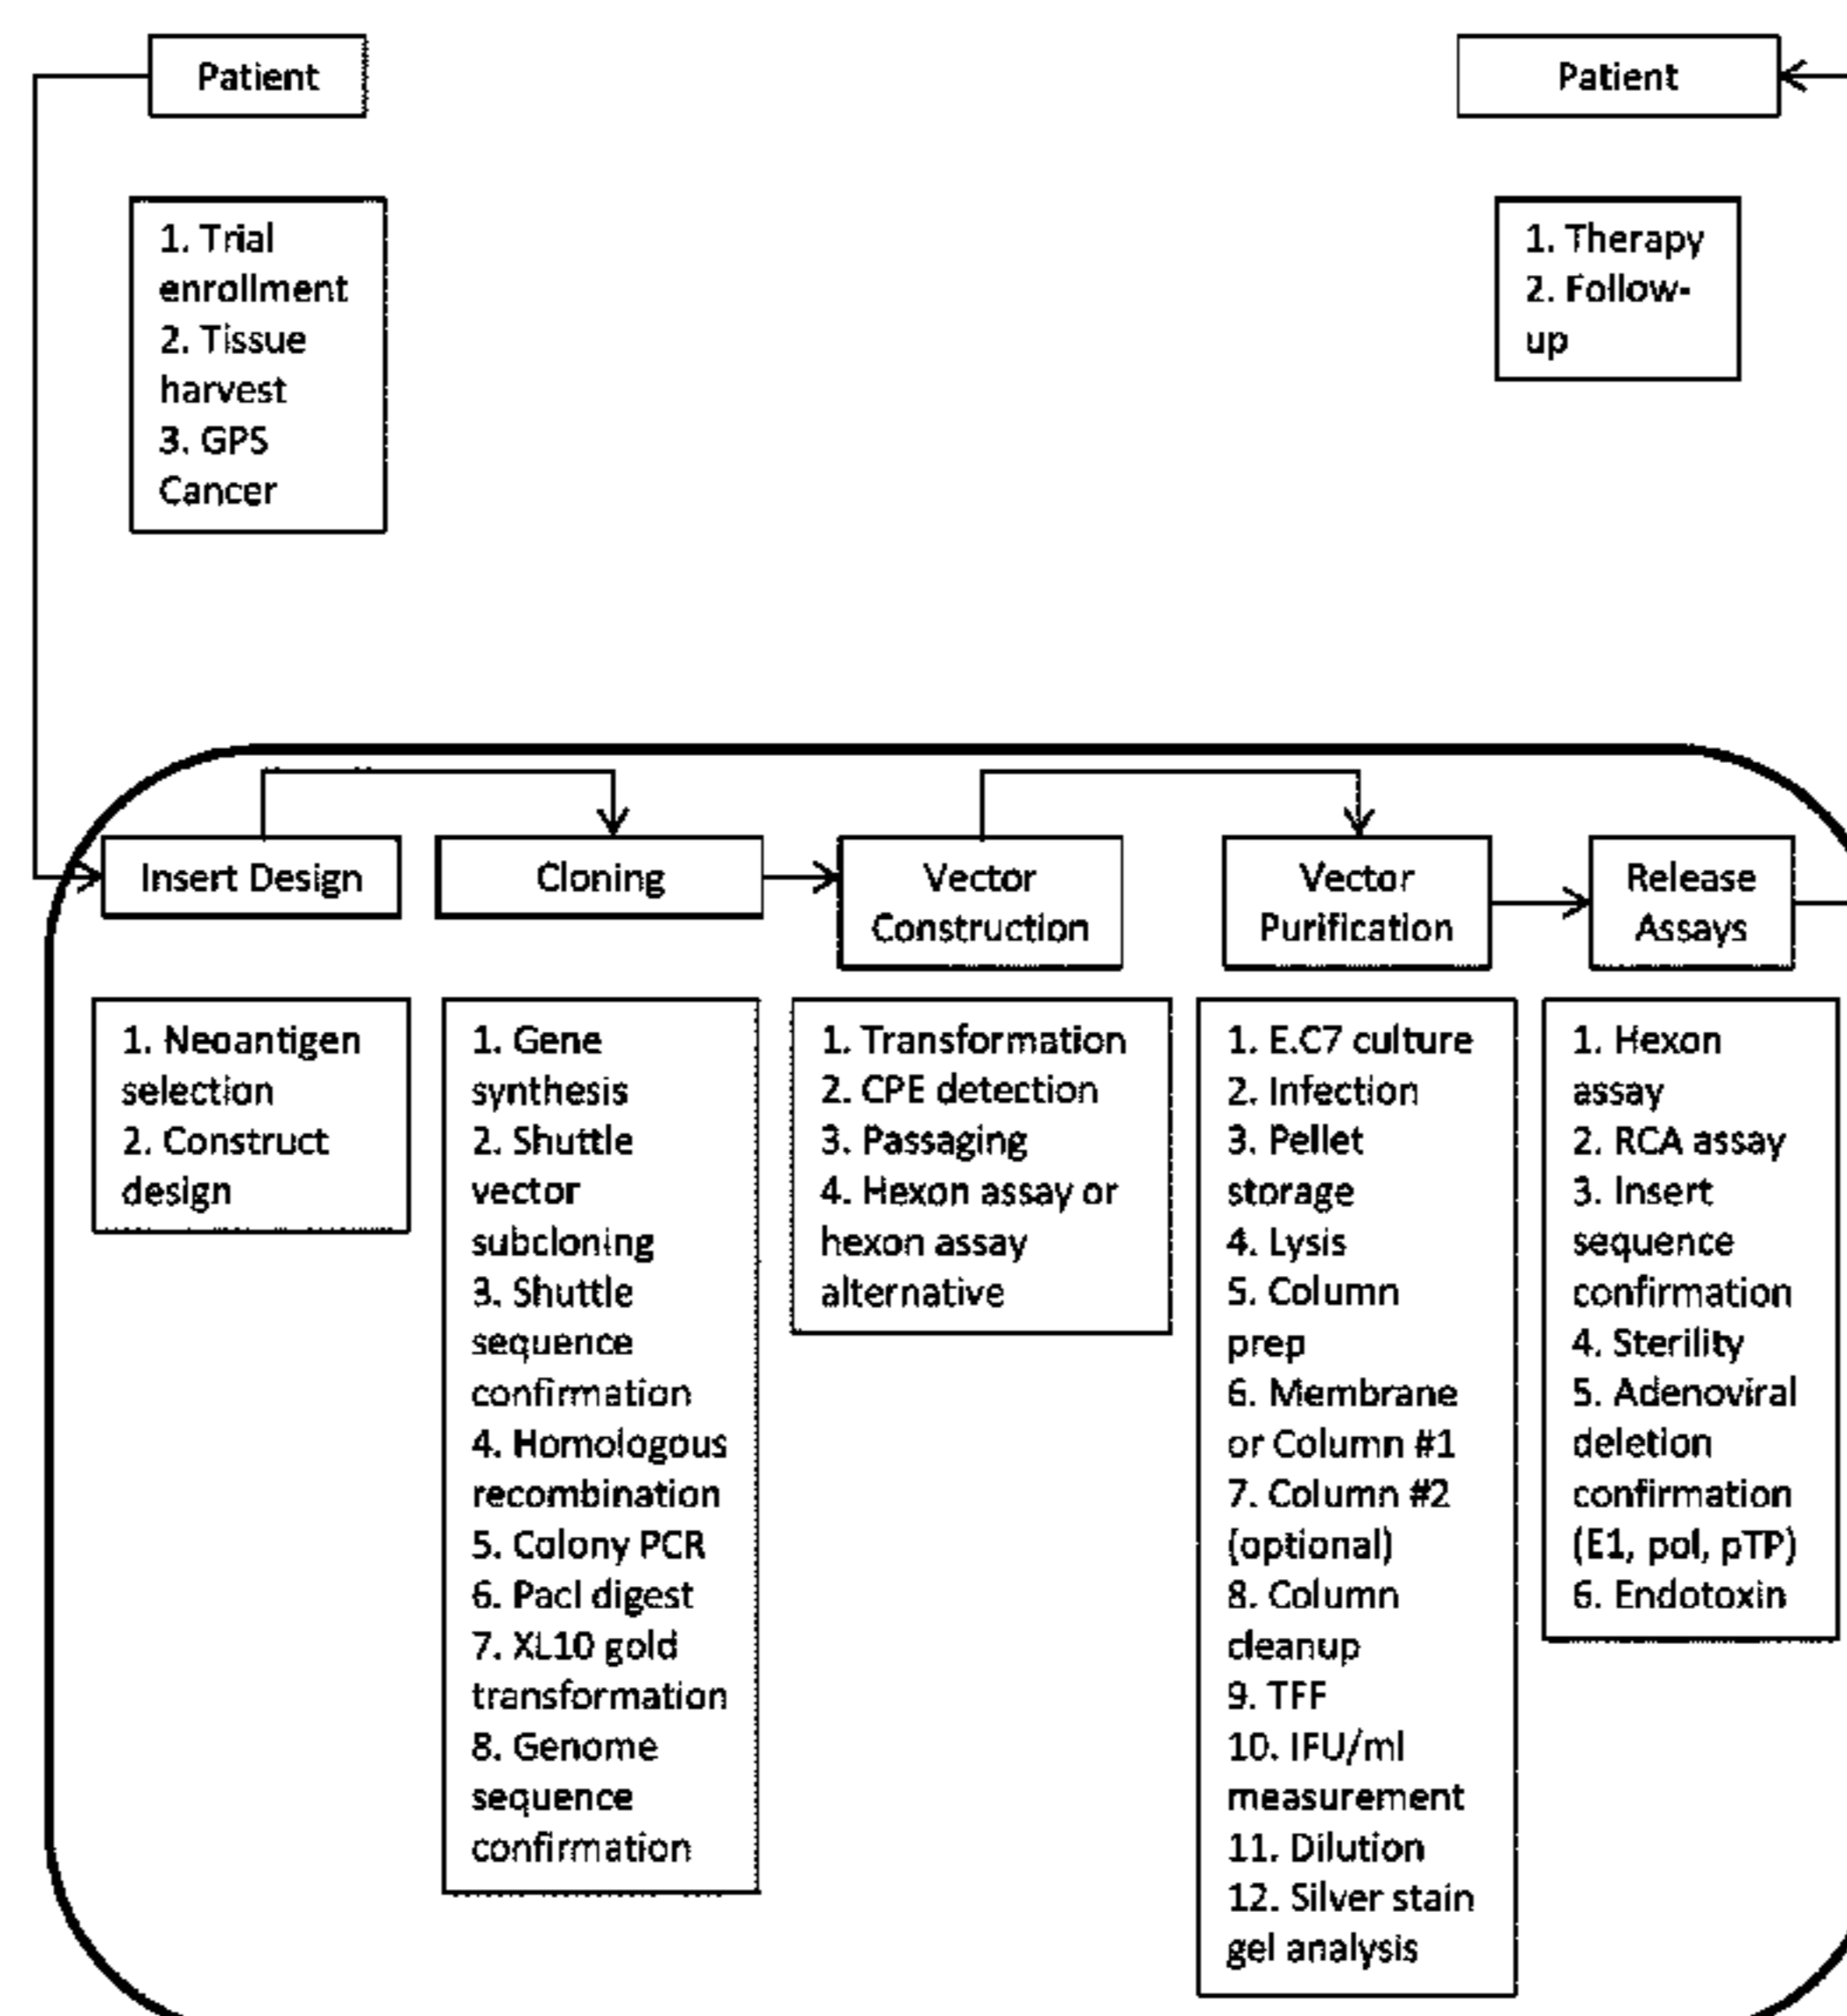 Patient
1. Trial
enrollment
2. Tissue
harvest
3. GPS
Cancer
Patient
1. Therapy
2. Follow-
up
Insert Design
1. Neoantigen
selection
2. Construct
design
Cloning
1. Gene
synthesis
2. Shuttle
vector
subcloning
3. Shuttle
sequence
confirmation
4. Homologous
recombination
5. Colony PCR
6. PacI digest
7. XL10 gold
transformation
8. Genome
sequence
confirmation
Vector
Construction
1. Transformation
2. CPE detection
3. Passaging
4. Hexon assay or
hexon assay
alternative
Vector
Purification
1. E.C7 culture
2. Infection
3. Pellet
storage
4. Lysis
5. Column
prep
6. Membrane
or Column #1
7. Column #2
(optional)
8. Column
cleanup
9. TFF
10. IFU/ml
measurement
11. Dilution
12. Silver stain
gel analysis
Release
Assays
1. Hexon
assay
2. RCA assay
3. Insert
sequence
confirmation
4. Sterility
5. Adenoviral
deletion
confirmation
(E1, pol, pTP)
6. Endotoxin